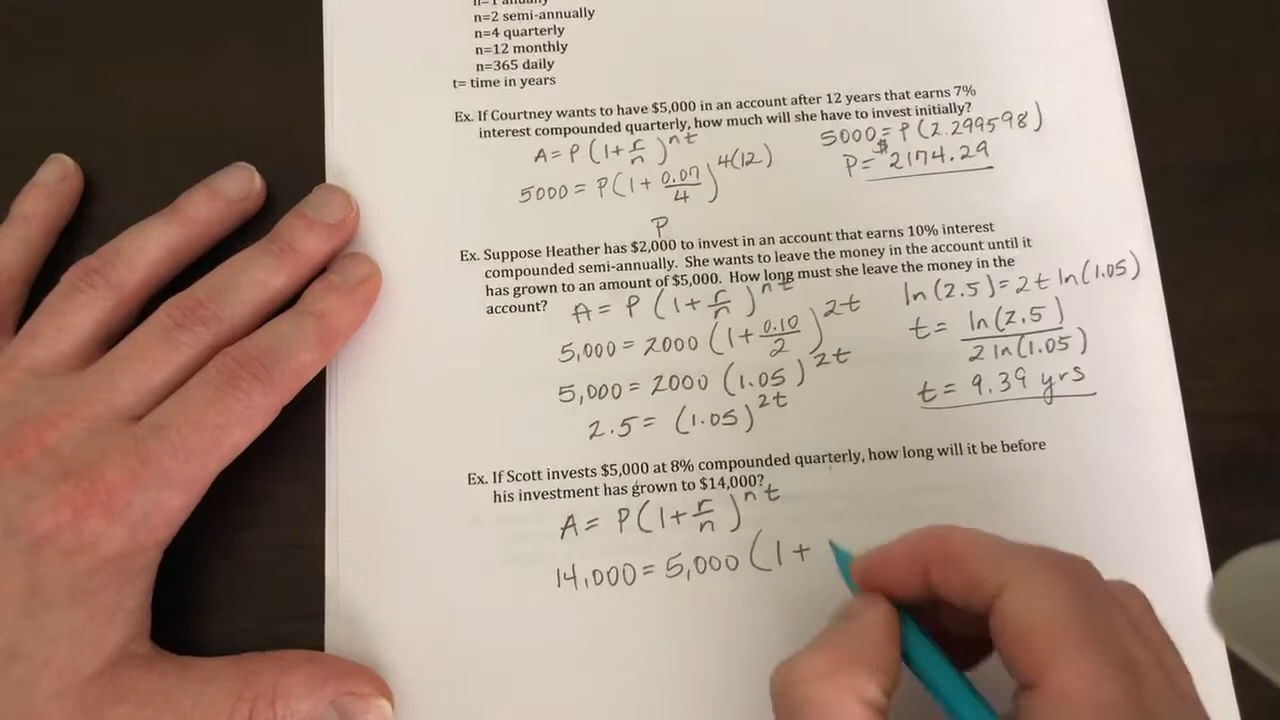 n=1 anually
n=2 semi-annually
n=4 quarterly
n=12 monthly
n=365 daily
t= time in years
Ex. If Courtney wants to have $5,000 in an account after 12 years that earns 7%
interest compounded quarterly, how much will she have to invest initially?
A = P (1 + r/n)^nt
5000 = P(1 + 0.07/4)^4(12)
5000 = P(2.299598)
P = $2174.29
P
Ex. Suppose Heather has $2,000 to invest in an account that earns 10% interest
compounded semi-annually. She wants to leave the money in the account until it
has grown to an amount of $5,000. How long must she leave the money in the
account?
A = P (1 + r/n)^nt
5,000 = 2000 (1 + 0.10/2)^2t
5,000 = 2000 (1.05)^2t
2.5 = (1.05)^2t
ln(2.5) = 2t ln(1.05)
t = ln(2.5)/2 ln(1.05)
t = 9.39 yrs
Ex. If Scott invests $5,000 at 8% compounded quarterly, how long will it be before
his investment has grown to $14,000?
A = P(1 + r/n)^nt
14,000 = 5,000 (1 +